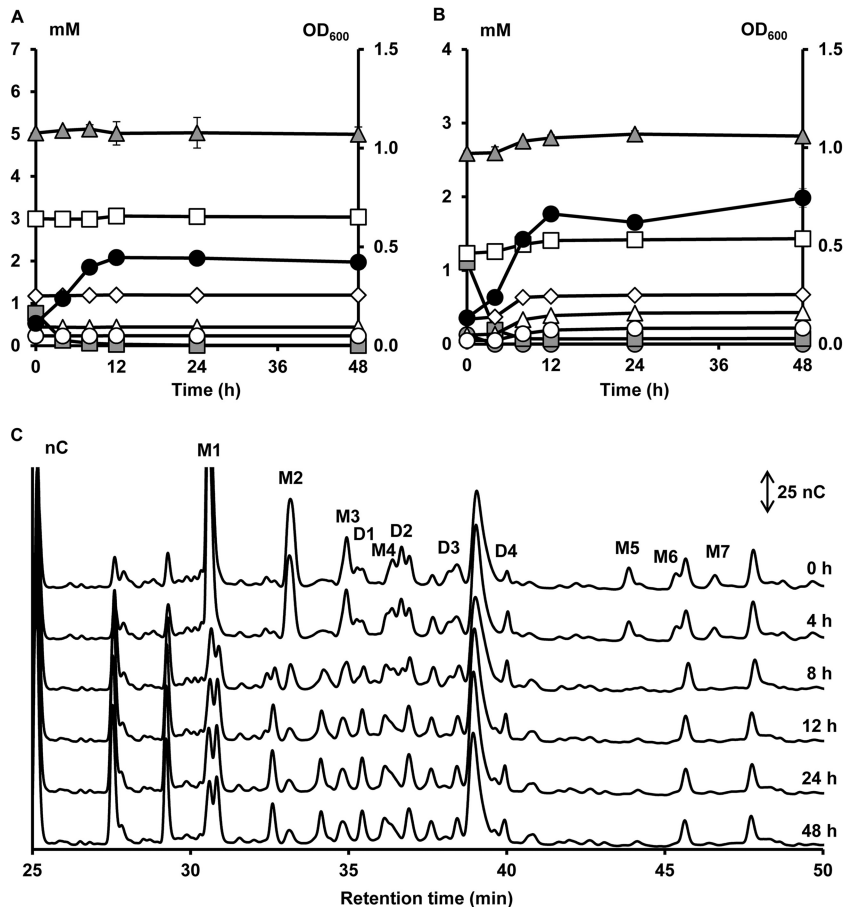 A
mM
OD600
7
6
5
4
3
2
1
0
1.5
1.0
0.5
0.0
0
12
24
36
48
Time (h)
B
mM
OD600
4
3
2
1
0
1.5
1.0
0.5
0.0
0
12
24
36
48
Time (h)
C
nC
M1
M2
M3
D1
M4
D2
D3
D4
M5
M6
M7
25 nC
0 h
4 h
8 h
12 h
24 h
48 h
25
30
35
40
45
50
Retention time (min)